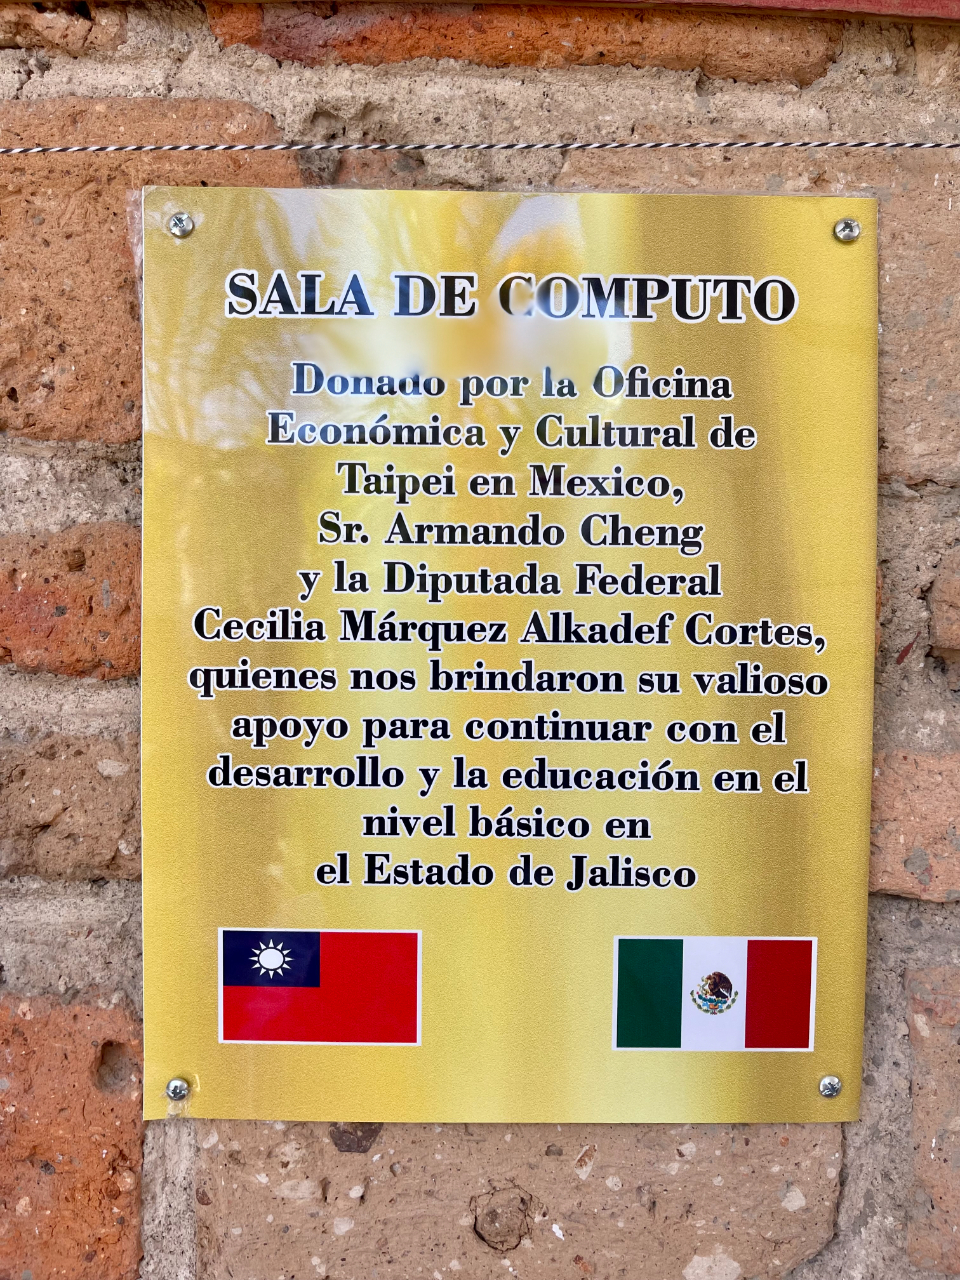 SALA DE COMPUTO
Donado por la Oficina
Económica y Cultural de
Taipei en Mexico,
Sr. Armando Cheng
y la Diputada Federal
Cecilia Márquez Alkadef Cortes,
quienes nos brindaron su valioso
apoyo para continuar con el
desarrollo y la educación en el
nivel básico en
el Estado de Jalisco